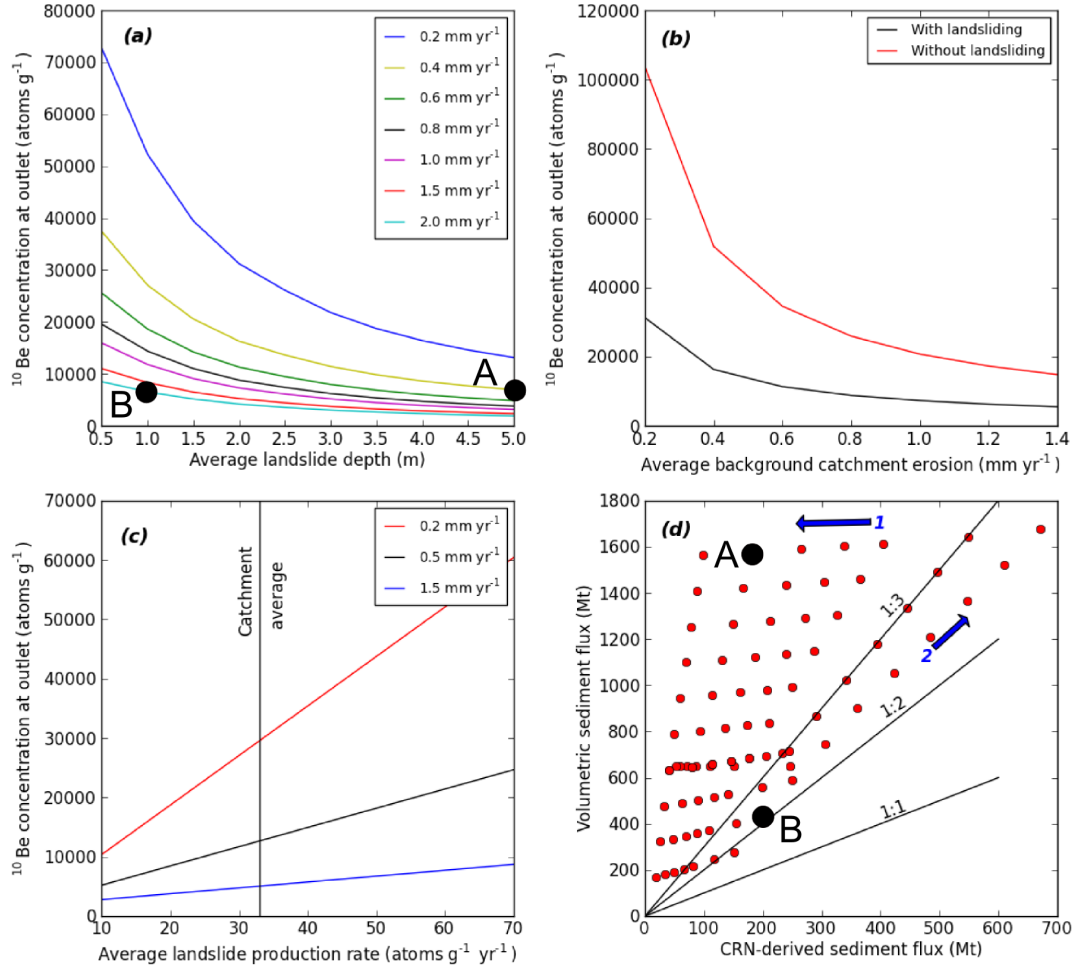 (a)
0.2 mm yr-1
0.4 mm yr-1
0.6 mm yr-1
0.8 mm yr-1
1.0 mm yr-1
1.5 mm yr-1
2.0 mm yr-1
A
B
80000
70000
60000
50000
40000
30000
20000
10000
0
0.5 1.0 1.5 2.0 2.5 3.0 3.5 4.0 4.5 5.0
Average landslide depth (m)
10Be concentration at outlet (atoms g-1)
(b)
With landsliding
Without landsliding
120000
100000
80000
60000
40000
20000
0
0.2 0.4 0.6 0.8 1.0 1.2 1.4
Average background catchment erosion (mm yr-1)
10Be concentration at outlet (atoms g-1)
(c)
0.2 mm yr-1
0.5 mm yr-1
1.5 mm yr-1
Catchment
average
70000
60000
50000
40000
30000
20000
10000
0
10 20 30 40 50 60 70
Average landslide production rate (atoms g-1 yr-1)
10Be concentration at outlet (atoms g-1)
(d)
1
A
1:3
2
1:2
B
1:1
1800
1600
1400
1200
1000
800
600
400
200
0
0 100 200 300 400 500 600 700
CRN-derived sediment flux (Mt)
Volumetric sediment flux (Mt)